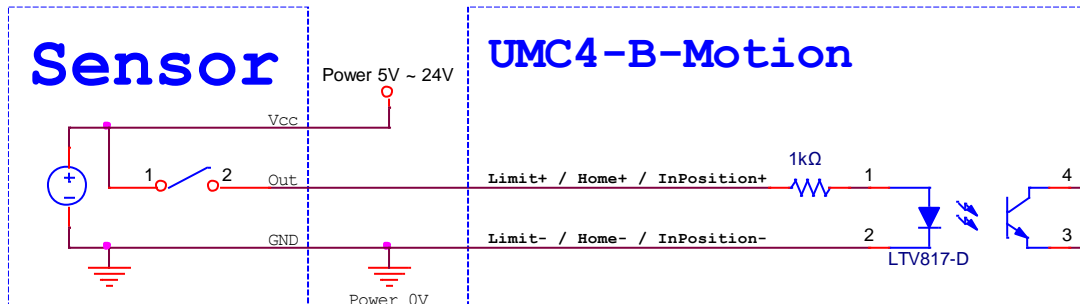 Sensor
UMC4-B-Motion
Power 5V ~ 24V
Vcc
1 2 Out
Limit+ / Home+ / InPosition+
1kΩ
1 4
GND
Limit- / Home- / InPosition-
2 3
LTV817-D
Power 0V